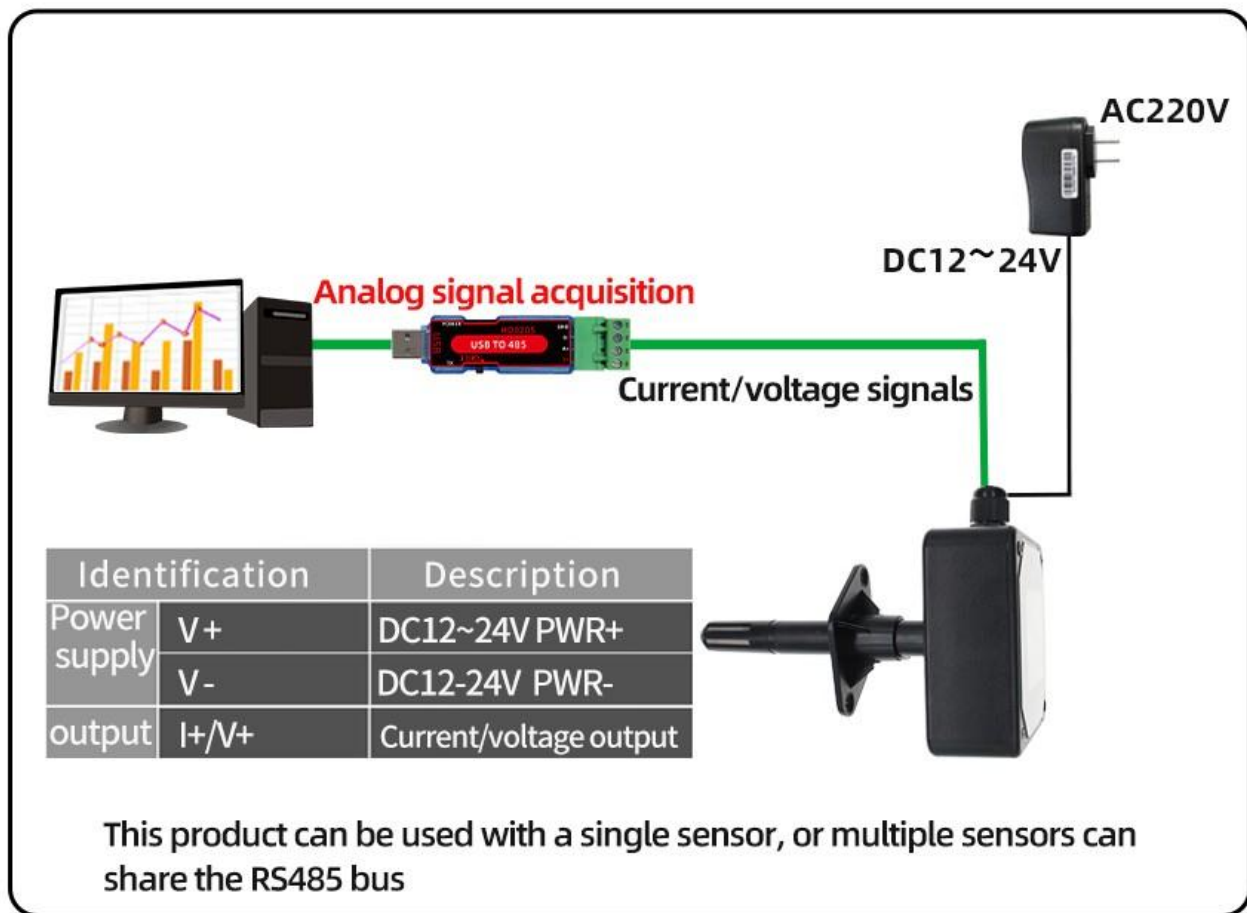 AC220V
DC12~24V
Analog signal acquisition
POWER
USB TO 485
Current/voltage signals
Identification
Description
Power supply
V+
DC12~24V PWR+
V-
DC12-24V PWR-
output
I+/V+
Current/voltage output
This product can be used with a single sensor, or multiple sensors can
share the RS485 bus